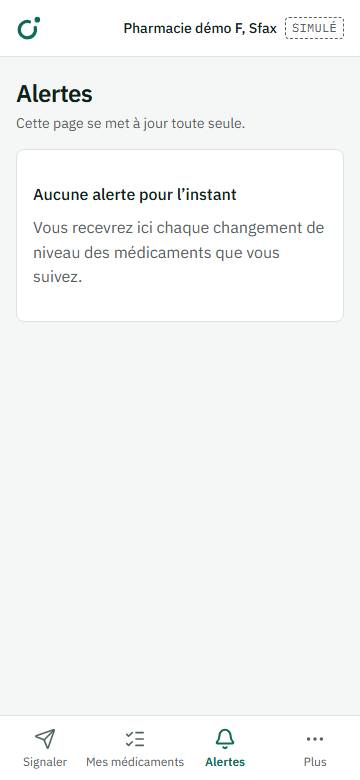 Pharmacie démo F, Sfax SIMULÉ
Alertes
Cette page se met à jour toute seule.
Aucune alerte pour l’instant
Vous recevrez ici chaque changement de
niveau des médicaments que vous
suivez.
Signaler Mes médicaments Alertes Plus